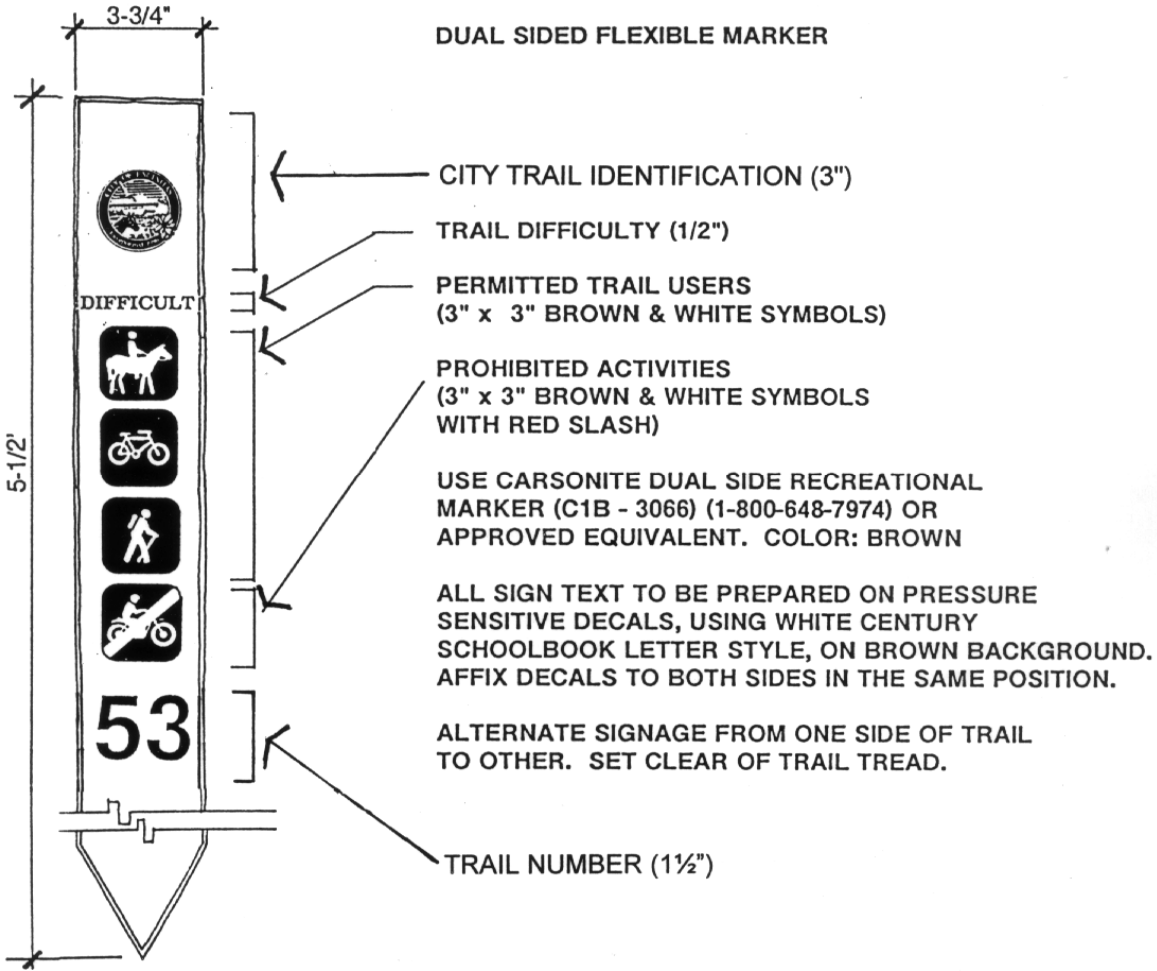 3-3/4"
DUAL SIDED FLEXIBLE MARKER
CITY TRAIL IDENTIFICATION (3")
TRAIL DIFFICULTY (1/2")
DIFFICULT
PERMITTED TRAIL USERS
(3" x 3" BROWN & WHITE SYMBOLS)
PROHIBITED ACTIVITIES
(3" x 3" BROWN & WHITE SYMBOLS
WITH RED SLASH)
5-1/2'
USE CARSONITE DUAL SIDE RECREATIONAL
MARKER (C1B - 3066) (1-800-648-7974) OR
APPROVED EQUIVALENT. COLOR: BROWN
ALL SIGN TEXT TO BE PREPARED ON PRESSURE
SENSITIVE DECALS, USING WHITE CENTURY
SCHOOLBOOK LETTER STYLE, ON BROWN BACKGROUND.
AFFIX DECALS TO BOTH SIDES IN THE SAME POSITION.
53
ALTERNATE SIGNAGE FROM ONE SIDE OF TRAIL
TO OTHER. SET CLEAR OF TRAIL TREAD.
TRAIL NUMBER (1½")